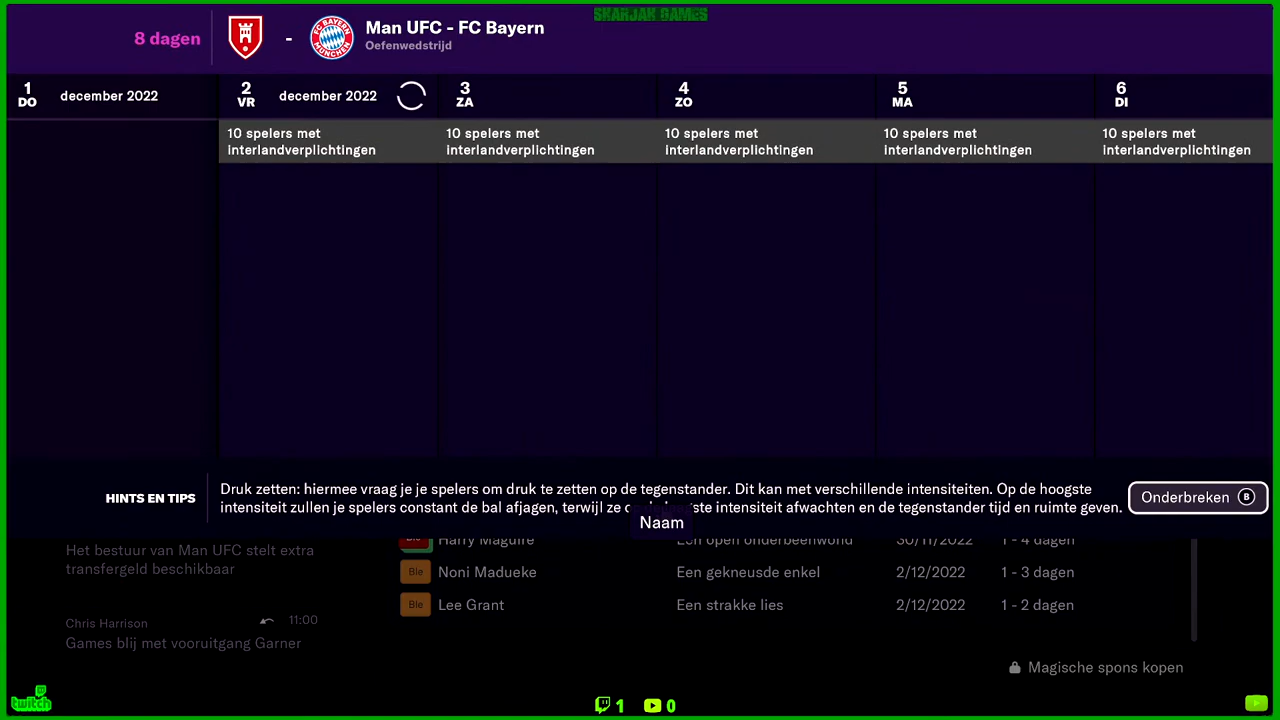 SKARJAK GAMES
8 dagen
-
Man UFC - FC Bayern
Oefenwedstrijd
FC BAYERN
MÜNCHEN
1
DO
december 2022
2
VR
december 2022
3
ZA
4
ZO
5
MA
6
DI
10 spelers met
interlandverplichtingen
10 spelers met
interlandverplichtingen
10 spelers met
interlandverplichtingen
10 spelers met
interlandverplichtingen
10 spelers met
interlandverplichtingen
HINTS EN TIPS
Druk zetten: hiermee vraag je je spelers om druk te zetten op de tegenstander. Dit kan met verschillende intensiteiten. Op de hoogste
intensiteit zullen je spelers constant de bal afjagen, terwijl ze intensiteit afwachten en de tegenstander tijd en ruimte geven.
Onderbreken B
Naam
Het bestuur van Man UFC stelt extra
transfergeld beschikbaar
Chris Harrison 11:00
Games blij met vooruitgang Garner
Ble Harry Maguire Een open onderbeenwond 30/11/2022 1 - 4 dagen
Ble Noni Madueke Een gekneusde enkel 2/12/2022 1 - 3 dagen
Ble Lee Grant Een strakke lies 2/12/2022 1 - 2 dagen
Magische spons kopen
twitch
1 0